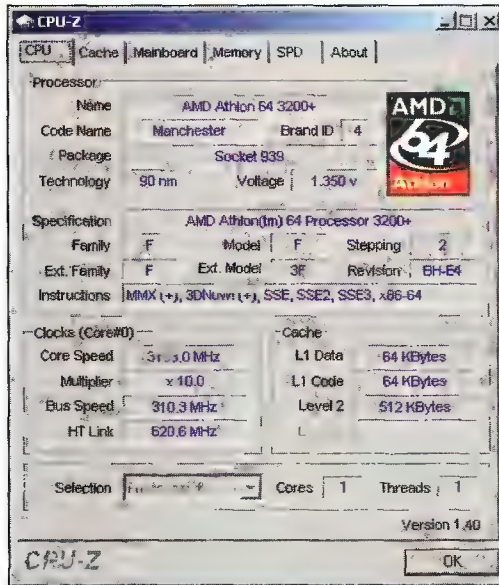 CPU-Z
CPU Cache Mainboard Memory SPD About
Processor
Name AMD Athlon 64 3200+
Code Name Manchester Brand ID 4
Package Socket 939
Technology 90 nm Voltage 1.350 v
AMD
64
Specification AMD Athlon(tm) 64 Processor 3200+
Family F Model F Stepping 2
Ext. Family F Ext. Model 3F Revision BH-E4
Instructions MMX (+), 3DNow! (+), SSE, SSE2, SSE3, x86-64
Clocks (Core#0)
Core Speed MHz
Multiplier x 10.0
Bus Speed 310.3 MHz
HT Link 620.6 MHz
Cache
L1 Data 64 KBytes
L1 Code 64 KBytes
Level 2 512 KBytes
Selection Cores 1 Threads 1
Version 1.40
CPU-Z OK